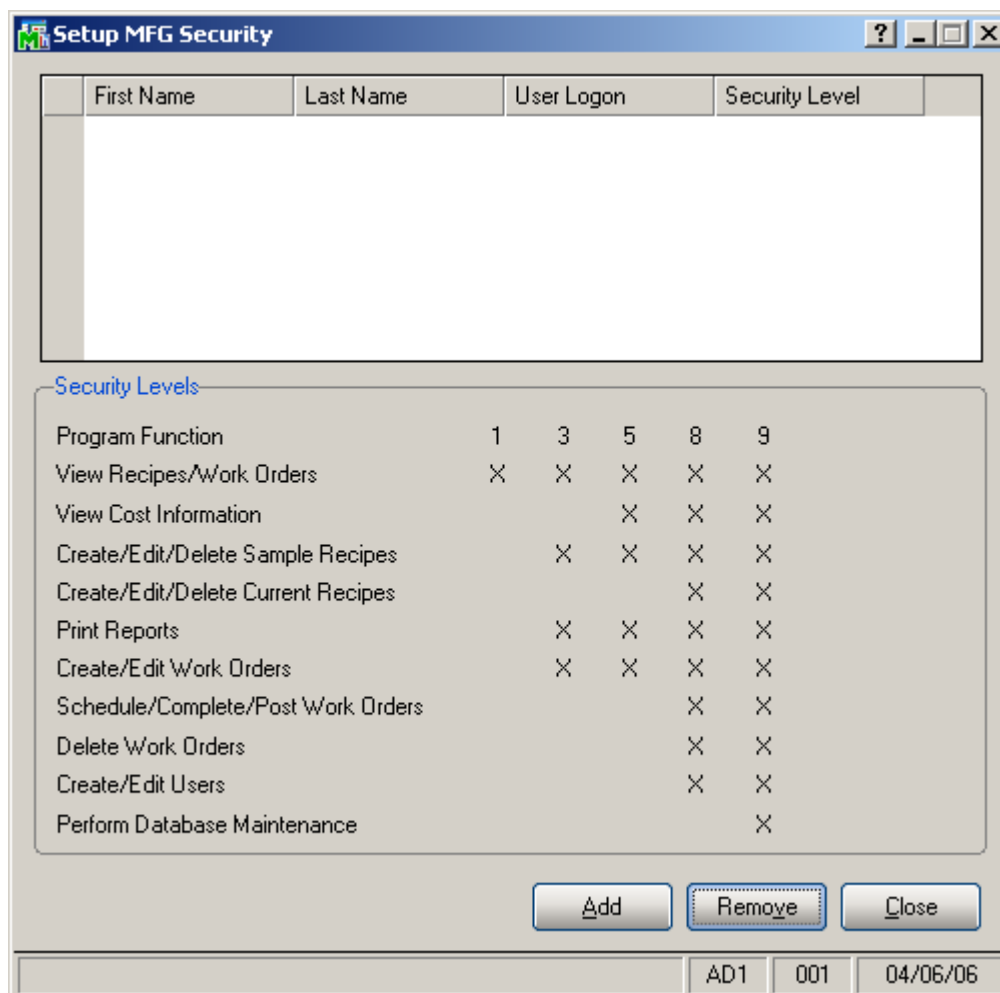 Setup MFG Security
First Name Last Name User Logon Security Level
Security Levels
Program Function 1 3 5 8 9
View Recipes/Work Orders X X X X X
View Cost Information X X X
Create/Edit/Delete Sample Recipes X X X X
Create/Edit/Delete Current Recipes X X
Print Reports X X X X
Create/Edit Work Orders X X X X
Schedule/Complete/Post Work Orders X X
Delete Work Orders X X
Create/Edit Users X X
Perform Database Maintenance X
Add Remove Close
AD1 001 04/06/06